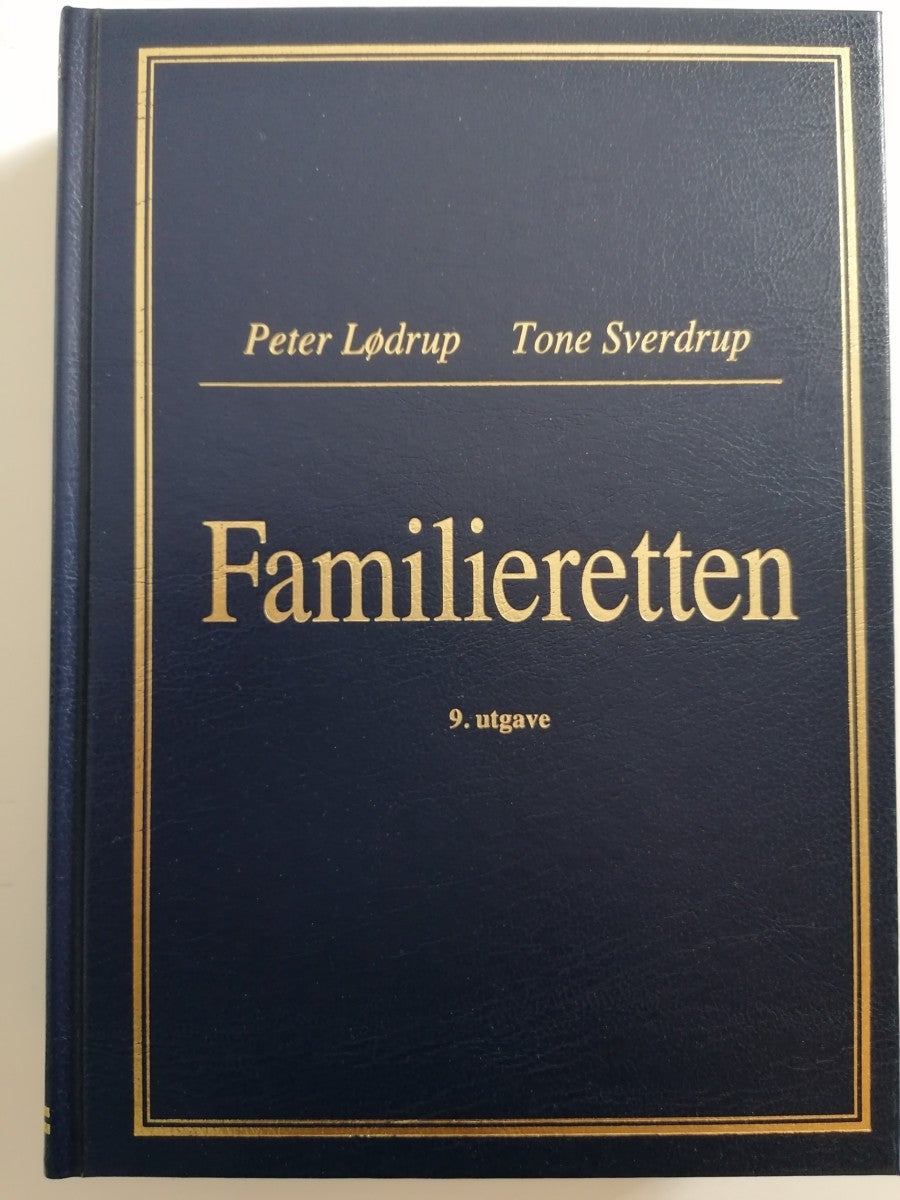 Peter Lødrup Tone Sverdrup
Familieretten
9. utgave